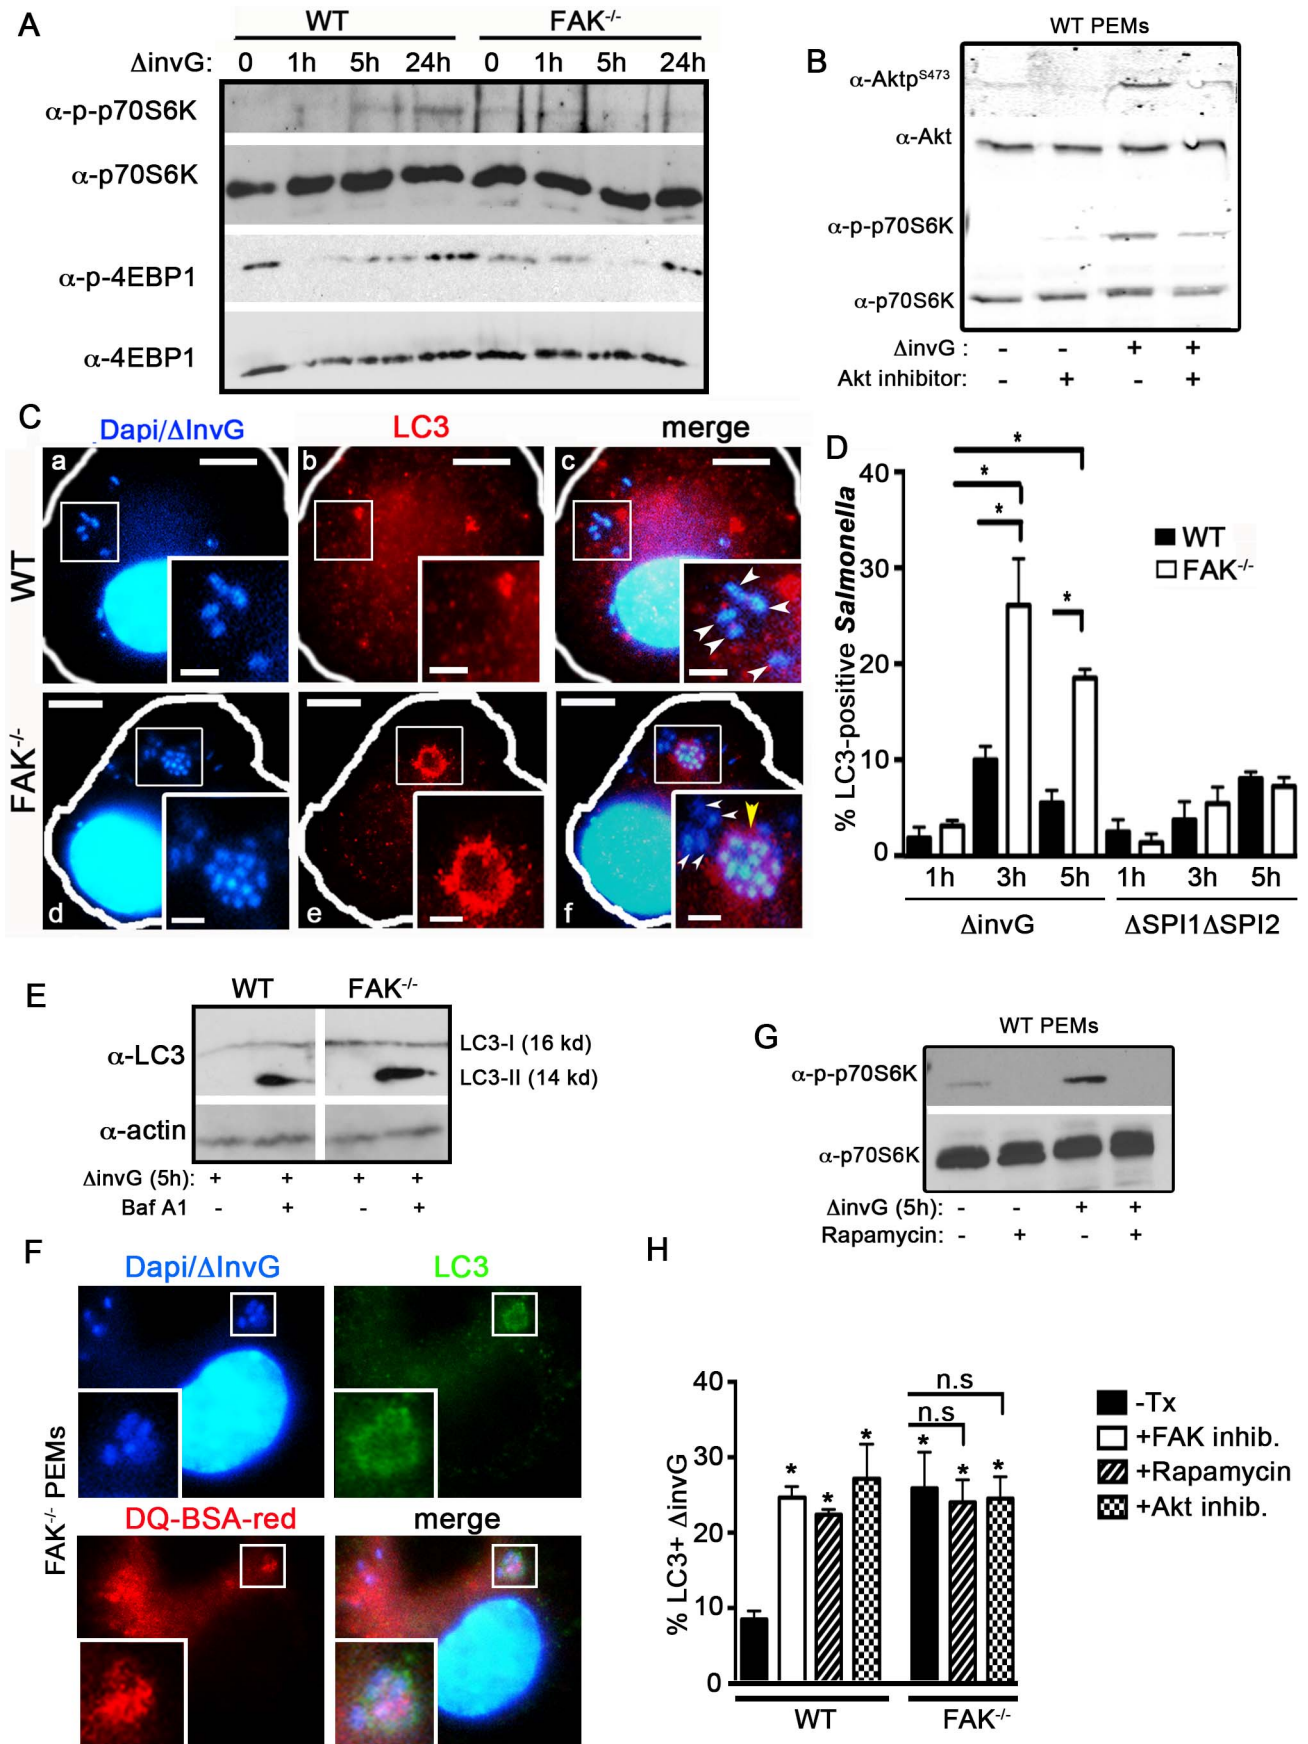 A
WT FAK-/-
ΔinvG: 0 1h 5h 24h 0 1h 5h 24h
α-p-p70S6K
α-p70S6K
α-p-4EBP1
α-4EBP1
B
WT PEMs
α-AktpS473
α-Akt
α-p-p70S6K
α-p70S6K
ΔinvG : - - + +
Akt inhibitor: - + - +
C
Dapi/ΔInvG LC3 merge
WT
a b c
FAK-/-
d e f
D
% LC3-positive Salmonella
40
30
20
10
0
* * * *
WT
FAK-/-
1h 3h 5h 1h 3h 5h
ΔinvG ΔSPI1ΔSPI2
E
WT FAK-/-
α-LC3
LC3-I (16 kd)
LC3-II (14 kd)
α-actin
ΔinvG (5h): + + + +
Baf A1 - + - +
F
Dapi/ΔInvG LC3
FAK-/- PEMs
DQ-BSA-red merge
G
WT PEMs
α-p-p70S6K
α-p70S6K
ΔinvG (5h): - - + +
Rapamycin: - + - +
H
% LC3+ ΔinvG
40
30
20
10
0
* * * * * *
n.s
n.s
-Tx
+FAK inhib.
+Rapamycin
+Akt inhib.
WT FAK-/-